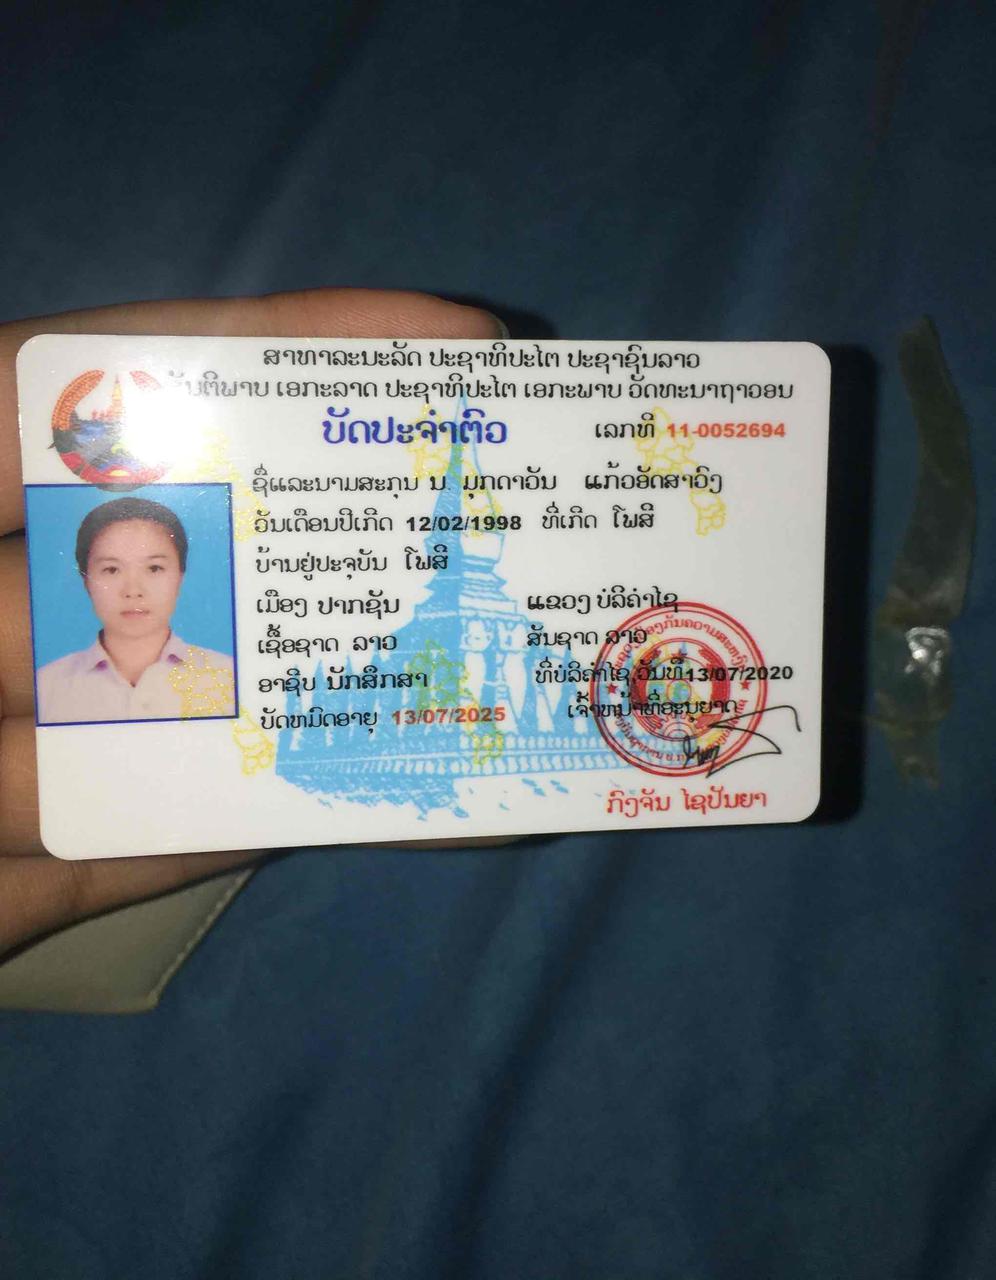 ສາທາລະນະລັດ ປະຊາທິປະໄຕ ປະຊາຊົນລາວ
ສັນຕິພາບ ເອກະລາດ ປະຊາທິປະໄຕ ເອກະພາບ ວັດທະນາຖາວອນ
ບັດປະຈຳຕົວ ເລກທີ 11-0052694
ຊື່ແລະນາມສະກຸນ ນ. ມຸກດາວັນ ແກ້ວອັດສາວົງ
ວັນເດືອນປີເກີດ 12/02/1998 ທີ່ເກີດ ໂພສີ
ບ້ານຢູ່ປະຈຸບັນ ໂພສີ
ເມືອງ ປາກຊັນ ແຂວງ ບໍລິຄຳໄຊ
ເຊື້ອຊາດ ລາວ ສັນຊາດ ລາວ
ອາຊີບ ນັກສຶກສາ ທີ່ບໍລິຄຳໄຊ ວັນທີ 13/07/2020
ບັດຫມົດອາຍຸ 13/07/2025 ເຈົ້າຫນ້າທີ່ອະນຸຍາດ
ກົງຈັນ ໄຊປັນຍາ